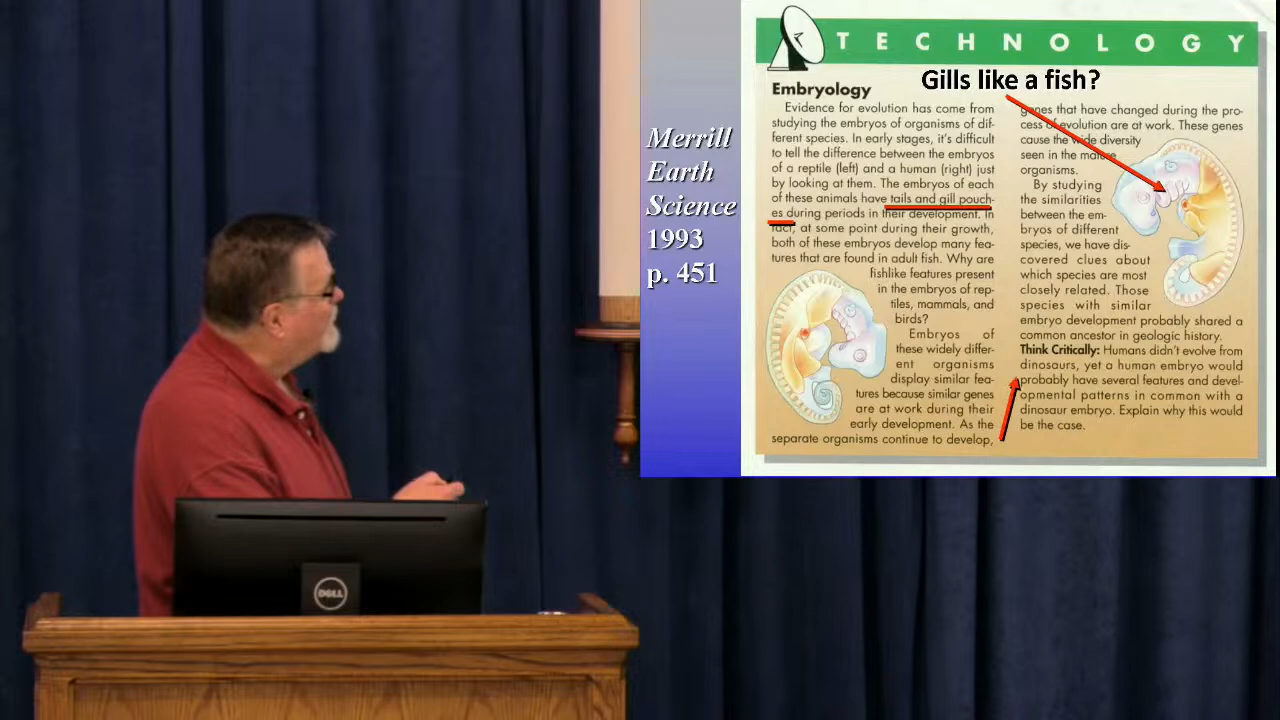 TECHNOLOGY
Gills like a fish?
Merrill
Earth
Science
1993
p. 451
Embryology
Evidence for evolution has come from
studying the embryos of organisms of dif-
ferent species. In early stages, it's difficult
to tell the difference between the embryos
of a reptile (left) and a human (right) just
by looking at them. The embryos of each
of these animals have tails and gill pouch-
es during periods in their development. In
fact, at some point during their growth,
both of these embryos develop many fea-
tures that are found in adult fish. Why are
fishlike features present
in the embryos of rep-
tiles, mammals, and
birds?
Embryos of
these widely differ-
ent organisms
display similar fea-
tures because similar genes
are at work during their
early development. As the
separate organisms continue to develop,
genes that have changed during the pro-
cess of evolution are at work. These genes
cause the wide diversity
seen in the mature
organisms.
By studying
the similarities
between the em-
bryos of different
species, we have dis-
covered clues about
which species are most
closely related. Those
species with similar
embryo development probably shared a
common ancestor in geologic history.
Think Critically: Humans didn't evolve from
dinosaurs, yet a human embryo would
probably have several features and devel-
opmental patterns in common with a
dinosaur embryo. Explain why this would
be the case.
DELL